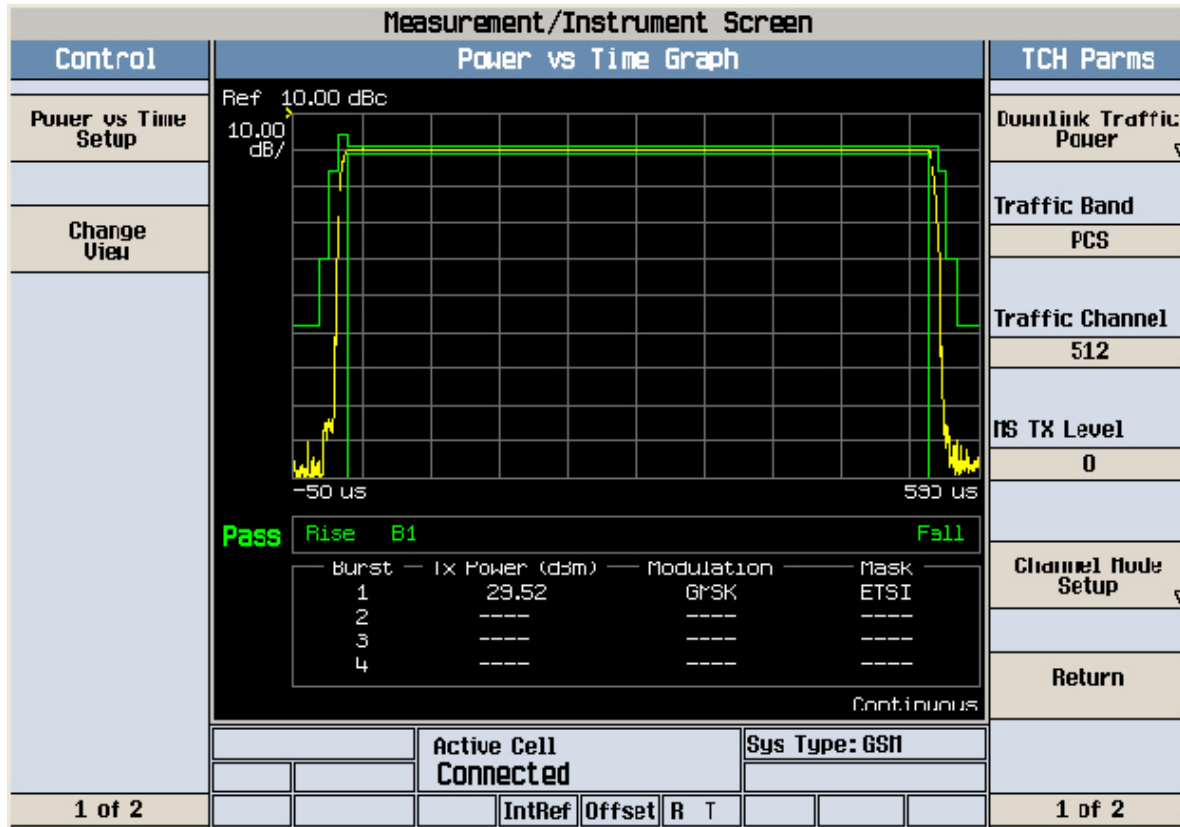 Measurement/Instrument Screen
Control
Power vs Time Setup
Change View
1 of 2
Power vs Time Graph
Ref 10.00 dBc
10.00 dB/
-50 us
590 us
Pass
Rise B1 Fall
Burst Tx Power (dBm) Modulation Mask
1 29.52 GMSK ETSI
2 ---- ---- ----
3 ---- ---- ----
4 ---- ---- ----
Continuous
Active Cell
Connected
Sys Type: GSM
IntRef Offset R T
TCH Parms
Downlink Traffic
Power
Traffic Band
PCS
Traffic Channel
512
MS TX Level
0
Channel Mode
Setup
Return
1 of 2